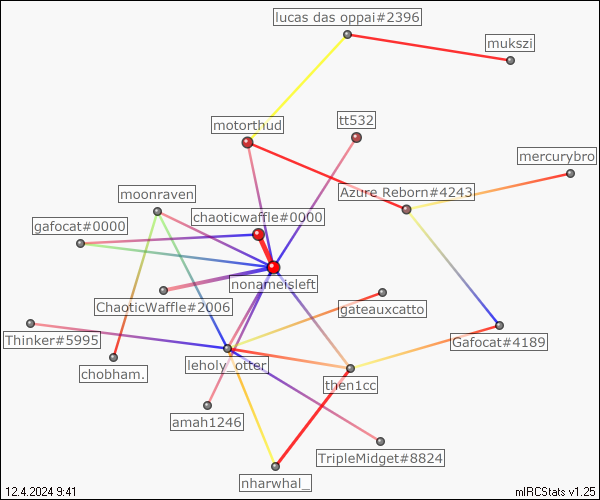 lucas das oppai#2396
mukszi
tt532
motorthud
mercurybro
Azure Reborn#4243
moonraven
chaoticwaffle#0000
gafocat#0000
nonameisleft
ChaoticWaffle#2006
gateauxcatto
Thinker#5995
Gafocat#4189
leholy_otter
chobham.
then1cc
amah1246
TripleMidget#8824
nharwhal_
12.4.2024 9:41
mIRCStats v1.25